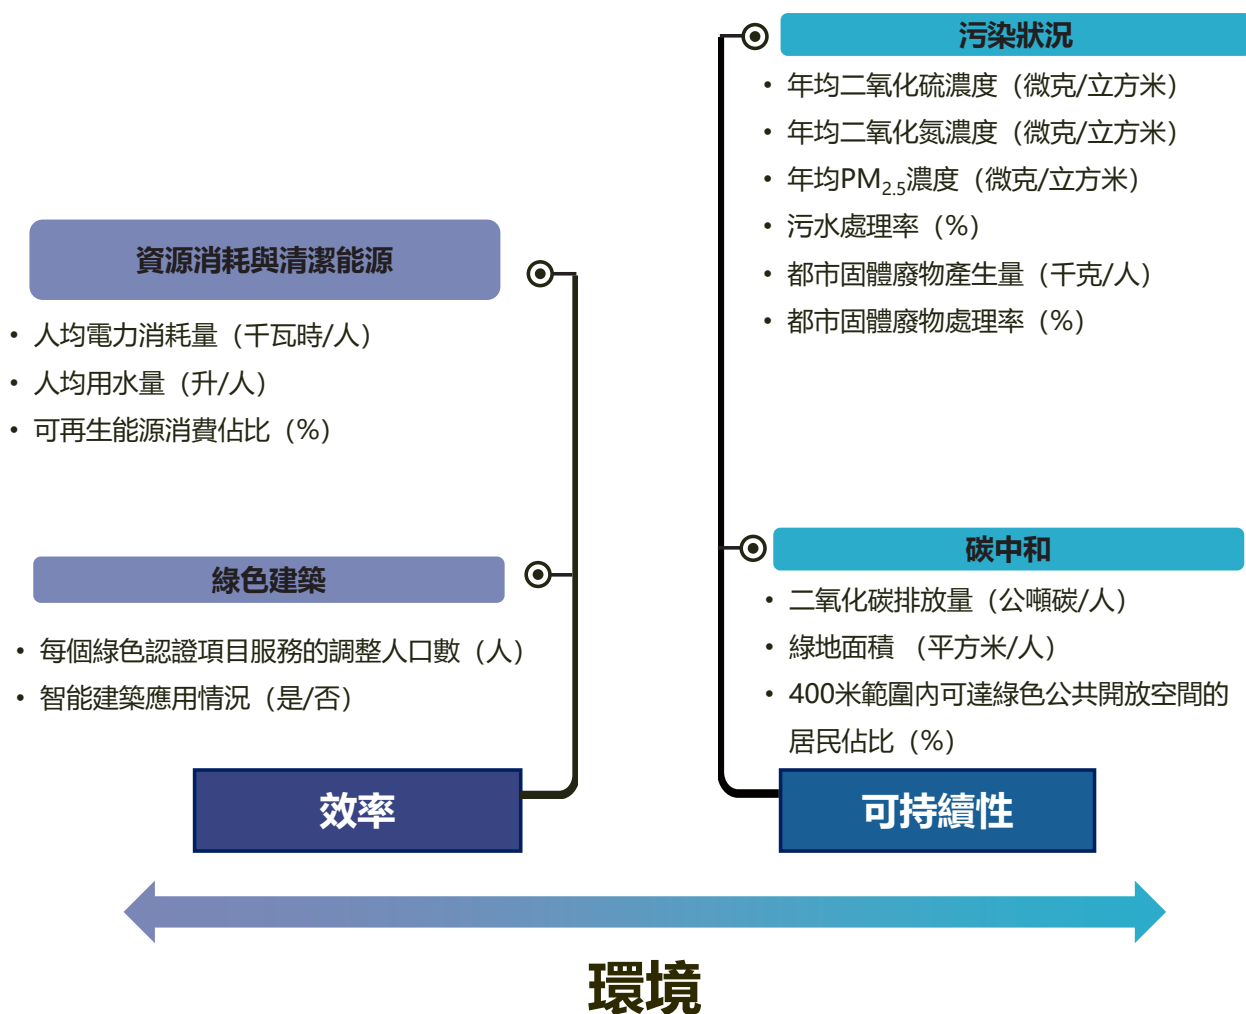 資源消耗與清潔能源
• 人均電力消耗量（千瓦時/人）
• 人均用水量（升/人）
• 可再生能源消費佔比（%）
綠色建築
• 每個綠色認證項目服務的調整人口數（人）
• 智能建築應用情況（是/否）
效率
污染狀況
• 年均二氧化硫濃度（微克/立方米）
• 年均二氧化氮濃度（微克/立方米）
• 年均PM2.5濃度（微克/立方米）
• 污水處理率（%）
• 都市固體廢物產生量（千克/人）
• 都市固體廢物處理率（%）
碳中和
• 二氧化碳排放量（公噸碳/人）
• 綠地面積 （平方米/人）
• 400米範圍內可達綠色公共開放空間的
居民佔比（%）
可持續性
環境